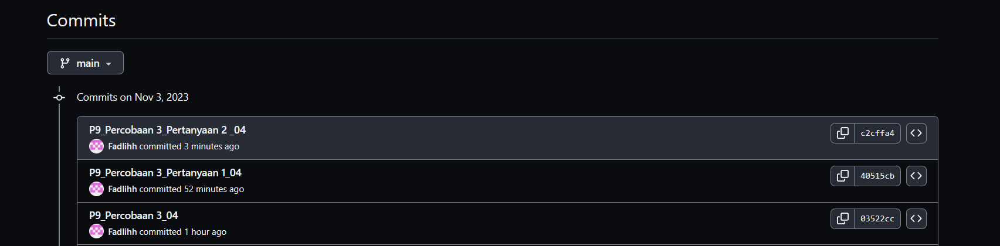 Commits
main
Commits on Nov 3, 2023
P9_Percobaan 3_Pertanyaan 2 _04
Fadlihh committed 3 minutes ago
c2cffa4
P9_Percobaan 3_Pertanyaan 1_04
Fadlihh committed 52 minutes ago
40515cb
P9_Percobaan 3_04
Fadlihh committed 1 hour ago
03522cc